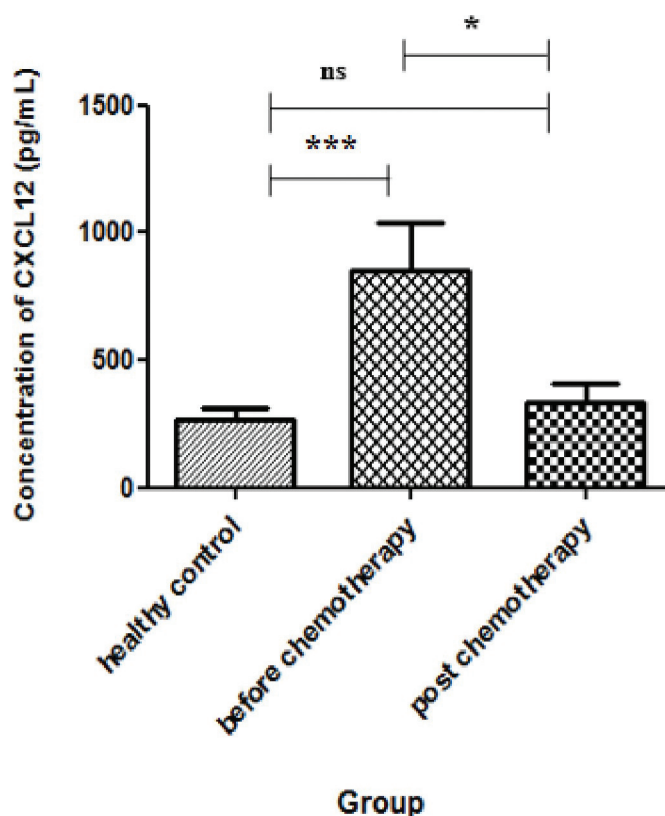 *
ns
***
Concentration of CXCL12 (pg/mL)
1500
1000
500
0
healthy control
before chemotherapy
post chemotherapy
Group